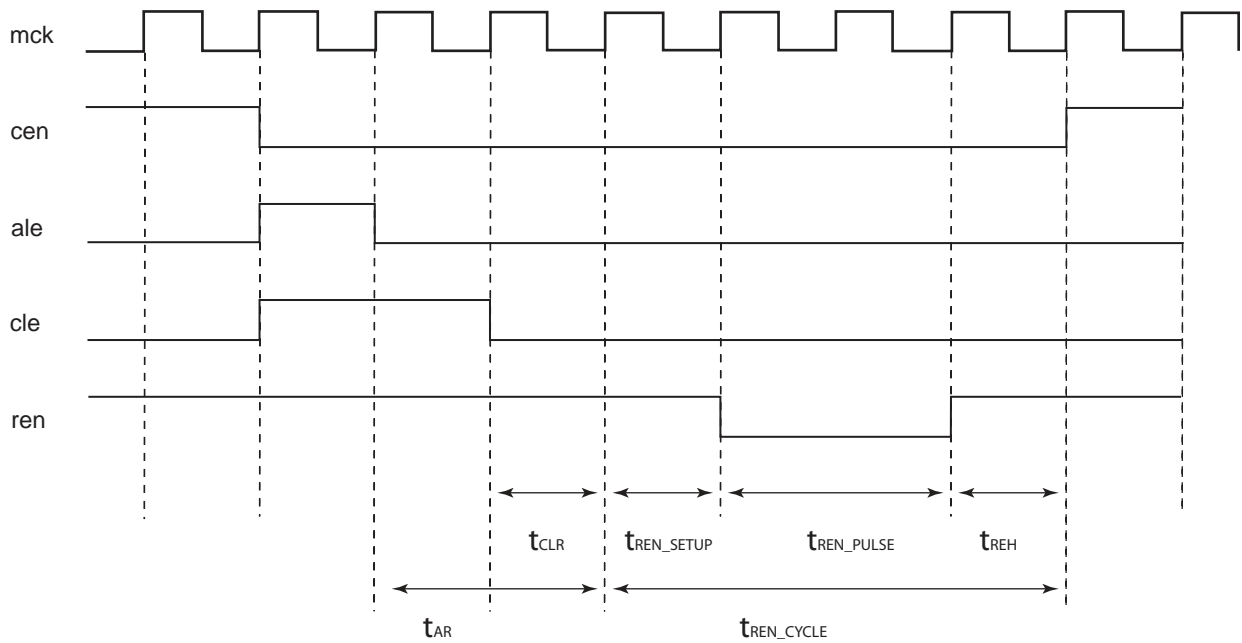 mck
cen
ale
cle
ren
tCLR tREN_SETUP tREN_PULSE tREH
tAR tREN_CYCLE